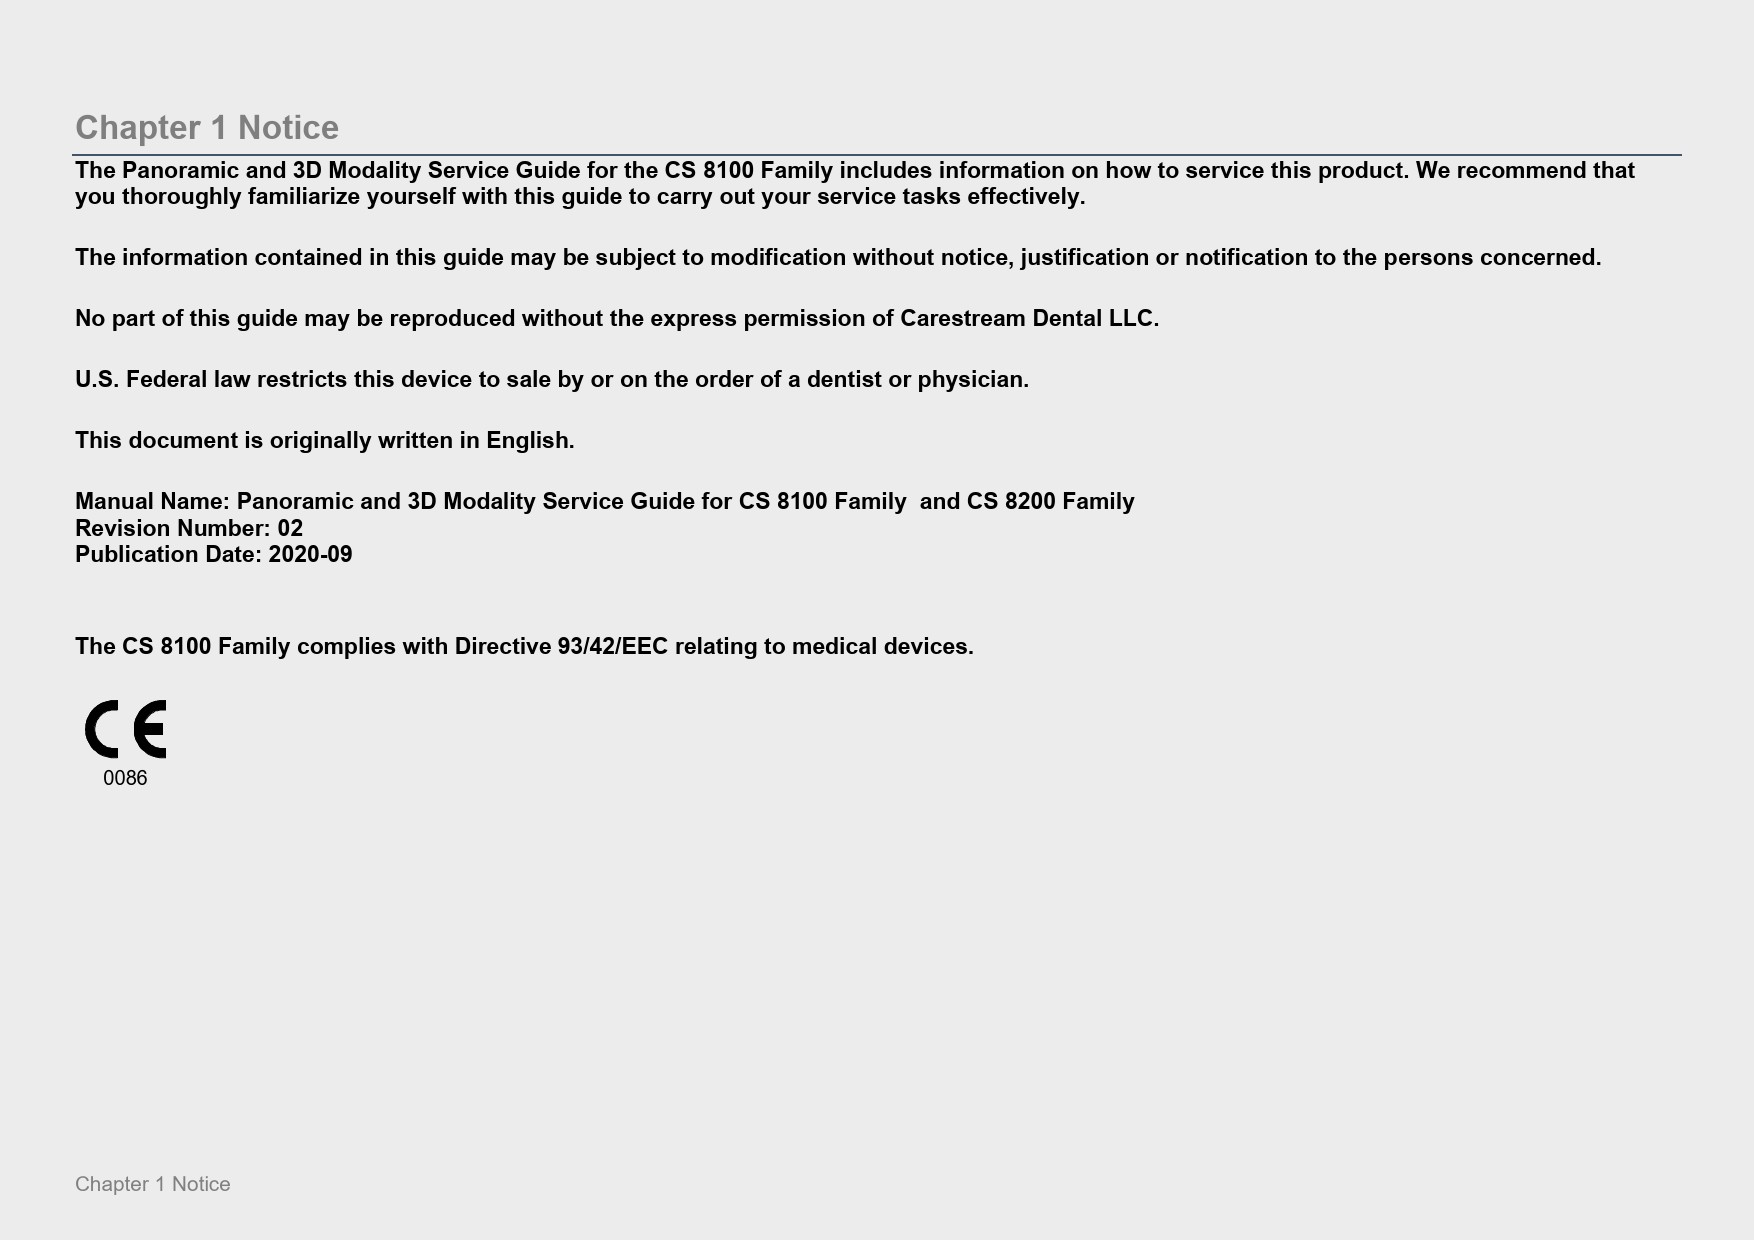 Chapter 1 Notice
The Panoramic and 3D Modality Service Guide for the CS 8100 Family includes information on how to service this product. We recommend that
you thoroughly familiarize yourself with this guide to carry out your service tasks effectively.
The information contained in this guide may be subject to modification without notice, justification or notification to the persons concerned.
No part of this guide may be reproduced without the express permission of Carestream Dental LLC.
U.S. Federal law restricts this device to sale by or on the order of a dentist or physician.
This document is originally written in English.
Manual Name: Panoramic and 3D Modality Service Guide for CS 8100 Family  and CS 8200 Family
Revision Number: 02
Publication Date: 2020-09
The CS 8100 Family complies with Directive 93/42/EEC relating to medical devices.
CE
0086
Chapter 1 Notice